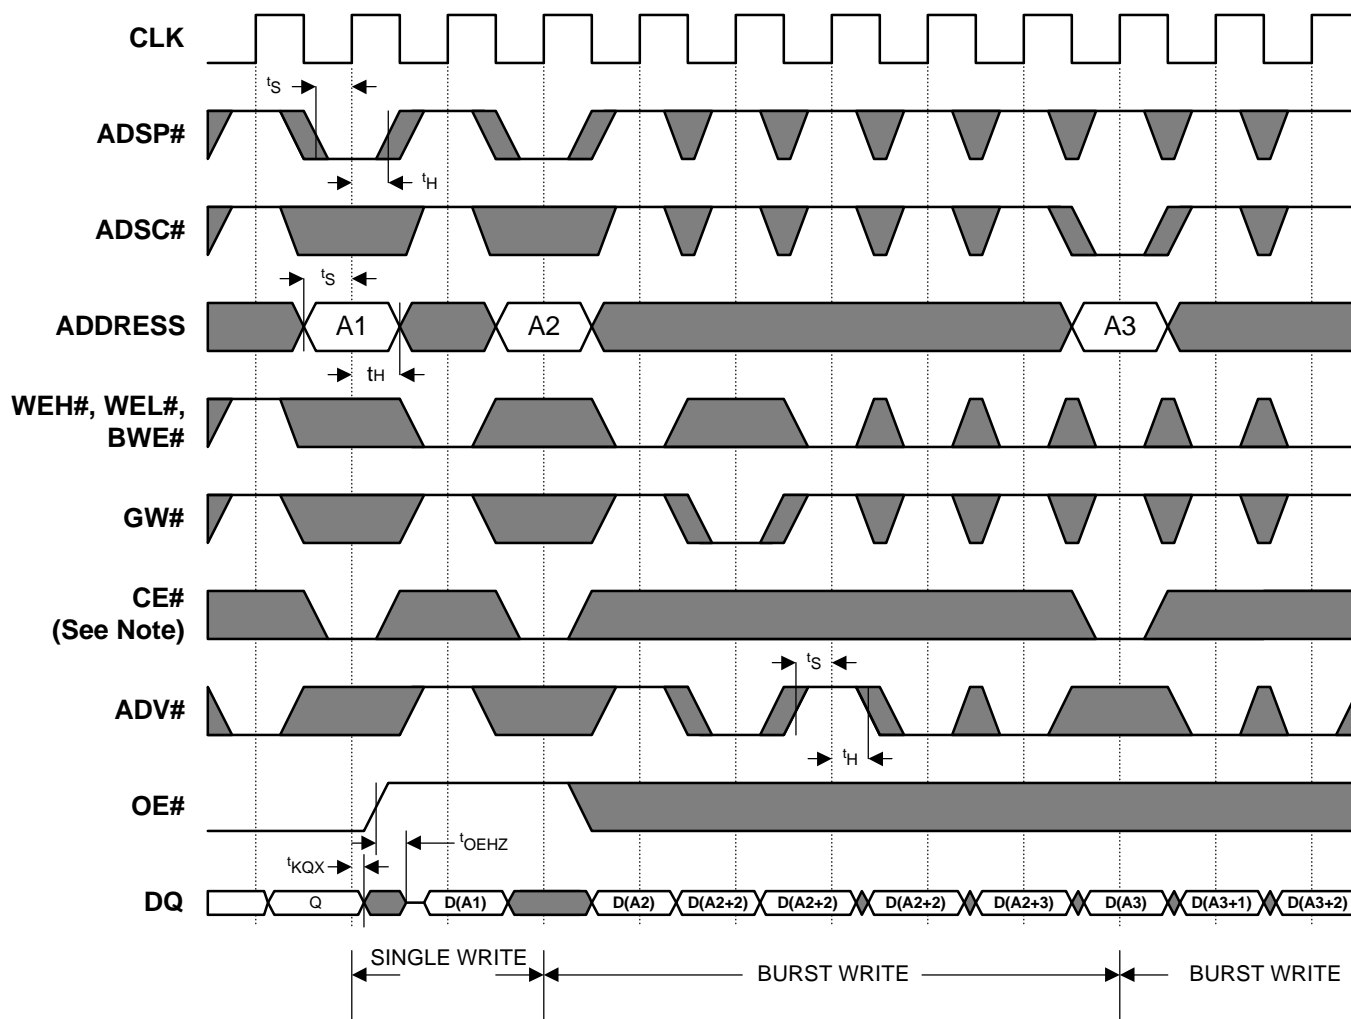 CLK
tS
ADSP#
tH
ADSC#
tS
ADDRESS
A1
A2
A3
tH
WEH#, WEL#,
BWE#
GW#
CE#
(See Note)
tS
ADV#
tH
OE#
tOEHZ
tKQX
DQ
Q
D(A1)
D(A2)
D(A2+2)
D(A2+2)
D(A2+2)
D(A2+3)
D(A3)
D(A3+1)
D(A3+2)
SINGLE WRITE
BURST WRITE
BURST WRITE